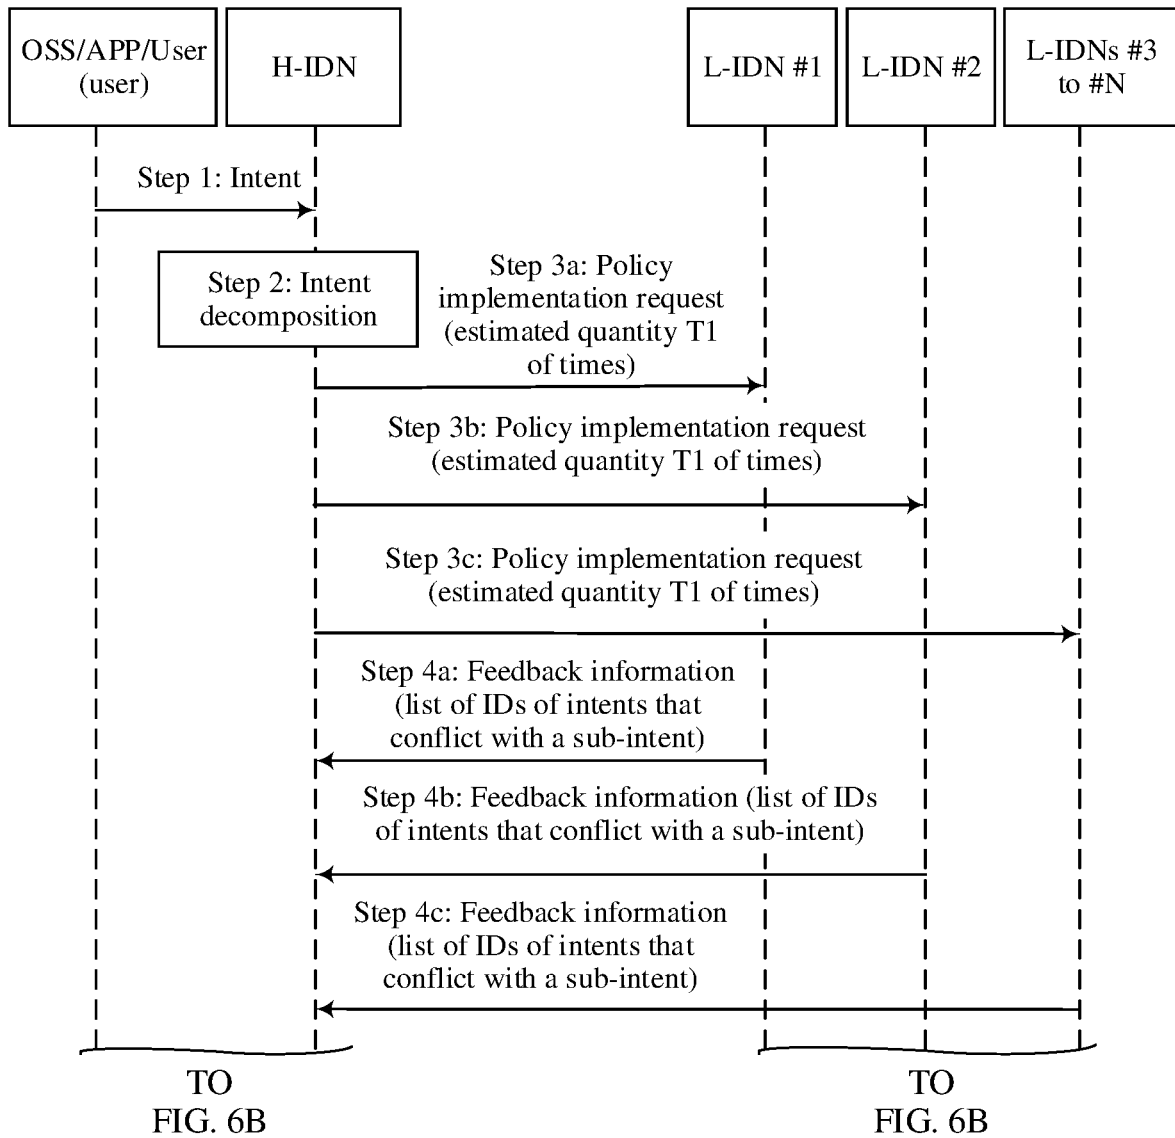 OSS/APP/User
(user)
H-IDN
L-IDN #1
L-IDN #2
L-IDNs #3
to #N
Step 1: Intent
Step 2: Intent
decomposition
Step 3a: Policy
implementation request
(estimated quantity T1
of times)
Step 3b: Policy implementation request
(estimated quantity T1 of times)
Step 3c: Policy implementation request
(estimated quantity T1 of times)
Step 4a: Feedback information
(list of IDs of intents that
conflict with a sub-intent)
Step 4b: Feedback information (list of IDs
of intents that conflict with a sub-intent)
Step 4c: Feedback information
(list of IDs of intents that
conflict with a sub-intent)
TO
FIG. 6B
TO
FIG. 6B